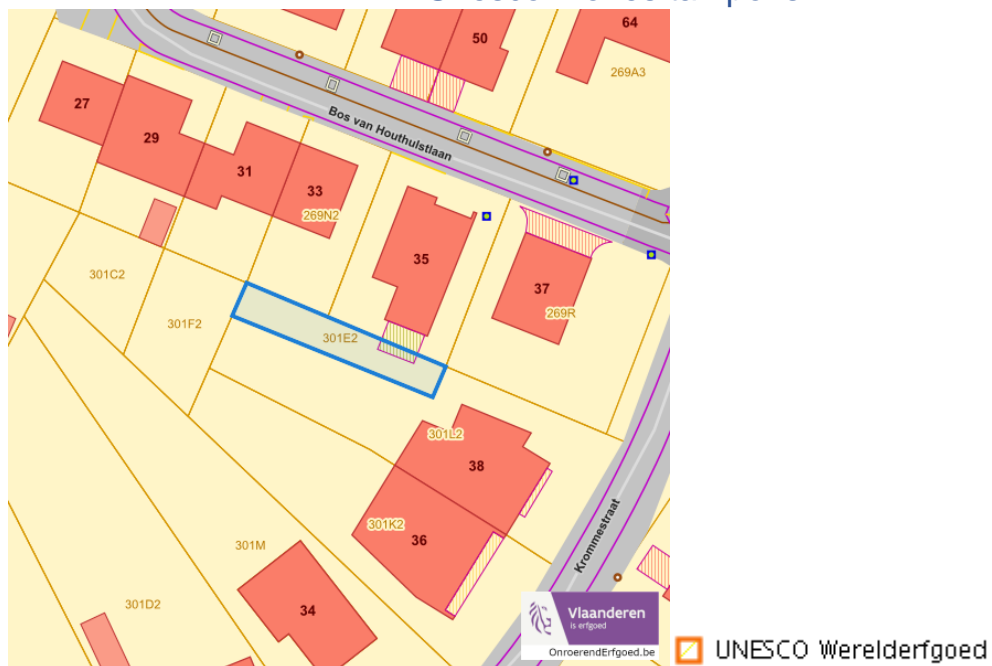 50
64
269A3
27
29
Bos van Houthulstlaan
31
33
269N2
35
301C2
37
269R
301F2
301E2
301L2
38
301K2
36
Krommestraat
301M
301D2
34
Vlaanderen
is erfgoed
OnroerendErfgoed.be
UNESCO Werelderfgoed